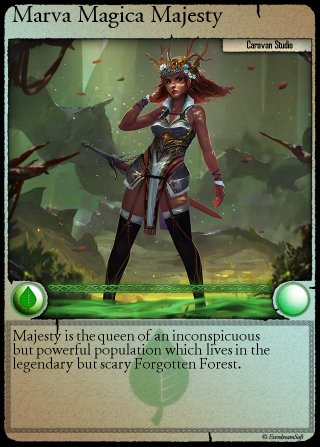 Marva Magica Majesty
Caravan Studio
Majesty is the queen of an inconspicuous
but powerful population which lives in the
legendary but scary Forgotten Forest.
© EverdreamSoft